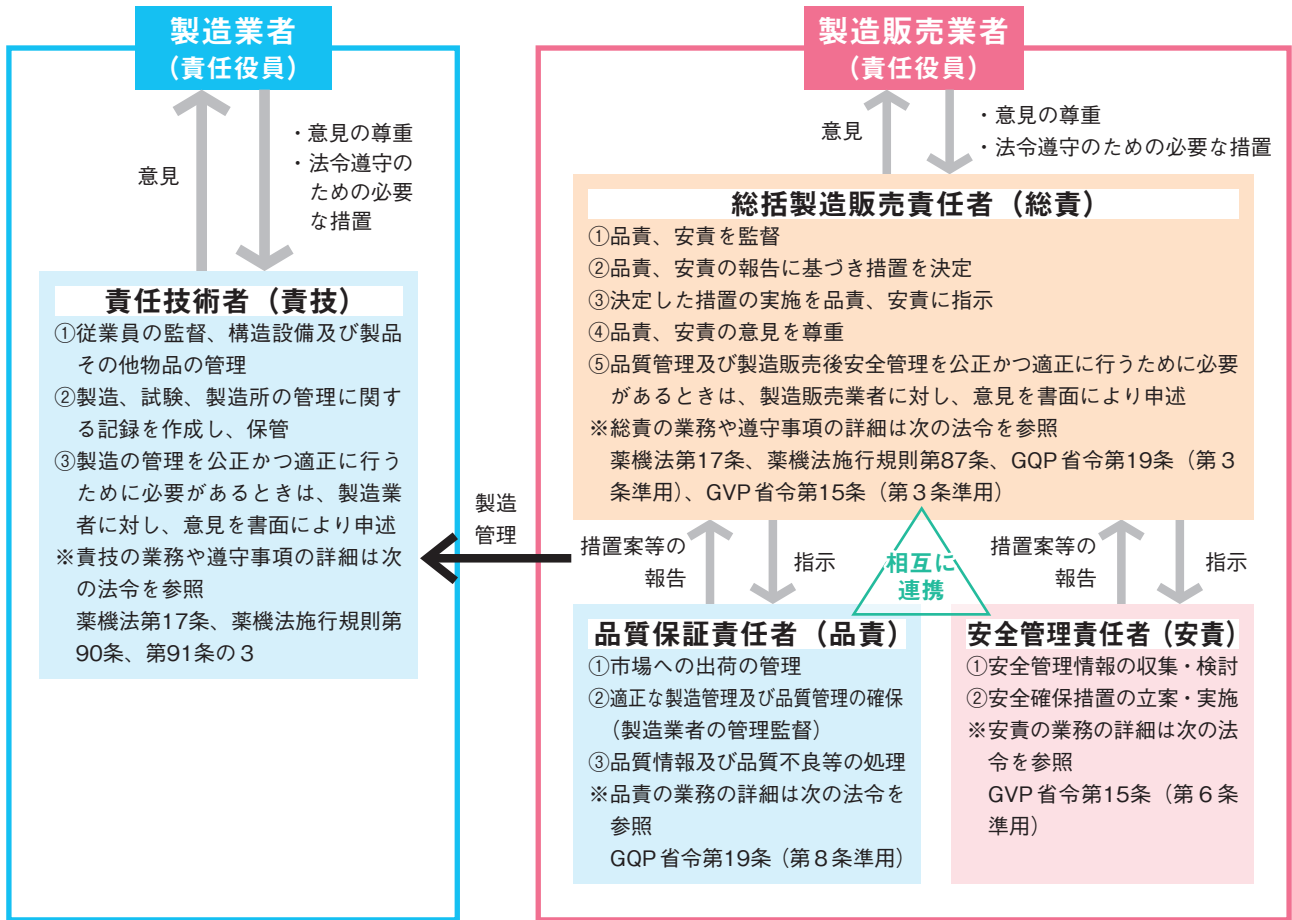 製造業者
（責任役員）
意見
・意見の尊重
・法令遵守の
ための必要
な措置
責任技術者（責技）
①従業員の監督、構造設備及び製品
その他物品の管理
②製造、試験、製造所の管理に関す
る記録を作成し、保管
③製造の管理を公正かつ適正に行う
ために必要があるときは、製造業
者に対し、意見を書面により申述
※責技の業務や遵守事項の詳細は次
の法令を参照
薬機法第17条、薬機法施行規則第
90条、第91条の3
製造
管理
製造販売業者
（責任役員）
意見
・意見の尊重
・法令遵守のための必要な措置
総括製造販売責任者（総責）
①品責、安責を監督
②品責、安責の報告に基づき措置を決定
③決定した措置の実施を品責、安責に指示
④品責、安責の意見を尊重
⑤品質管理及び製造販売後安全管理を公正かつ適正に行うために必要
があるときは、製造販売業者に対し、意見を書面により申述
※総責の業務や遵守事項の詳細は次の法令を参照
薬機法第17条、薬機法施行規則第87条、GQP省令第19条（第3
条準用）、GVP省令第15条（第3条準用）
措置案等の
報告
指示
相互に
連携
措置案等の
報告
指示
品質保証責任者（品責）
①市場への出荷の管理
②適正な製造管理及び品質管理の確保
（製造業者の管理監督）
③品質情報及び品質不良等の処理
※品責の業務の詳細は次の法令を
参照
GQP省令第19条（第8条準用）
安全管理責任者（安責）
①安全管理情報の収集・検討
②安全確保措置の立案・実施
※安責の業務の詳細は次の法
令を参照
GVP省令第15条（第6条
準用）